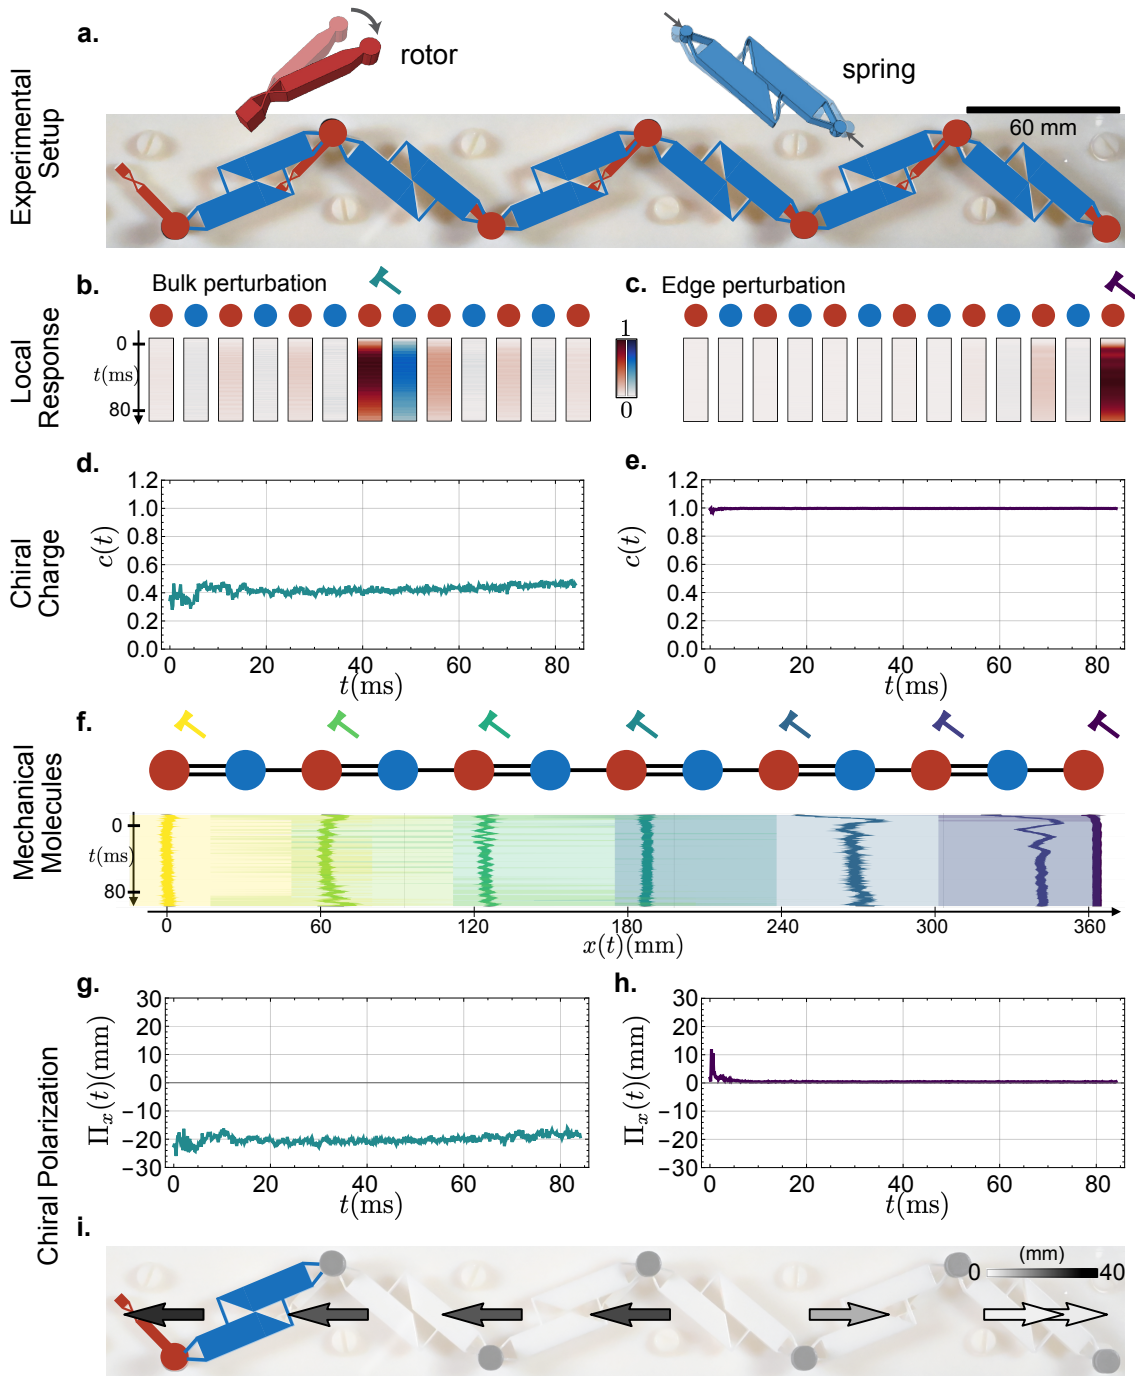 a.
rotor
spring
60 mm
Experimental
Setup
b.
Bulk perturbation
c.
Edge perturbation
Local
Response
0
t(ms)
80
1
0
d.
e.
Chiral
Charge
c(t)
1.2
1.0
0.8
0.6
0.4
0.2
0.0
0 20 40 60 80
t(ms)
c(t)
1.2
1.0
0.8
0.6
0.4
0.2
0.0
0 20 40 60 80
t(ms)
f.
Mechanical
Molecules
0
t(ms)
80
0 60 120 180 240 300 360
x(t)(mm)
g.
h.
Chiral Polarization
Π_x(t)(mm)
30
20
10
0
−10
−20
−30
0 20 40 60 80
t(ms)
Π_x(t)(mm)
30
20
10
0
−10
−20
−30
0 20 40 60 80
t(ms)
i.
(mm)
0 40